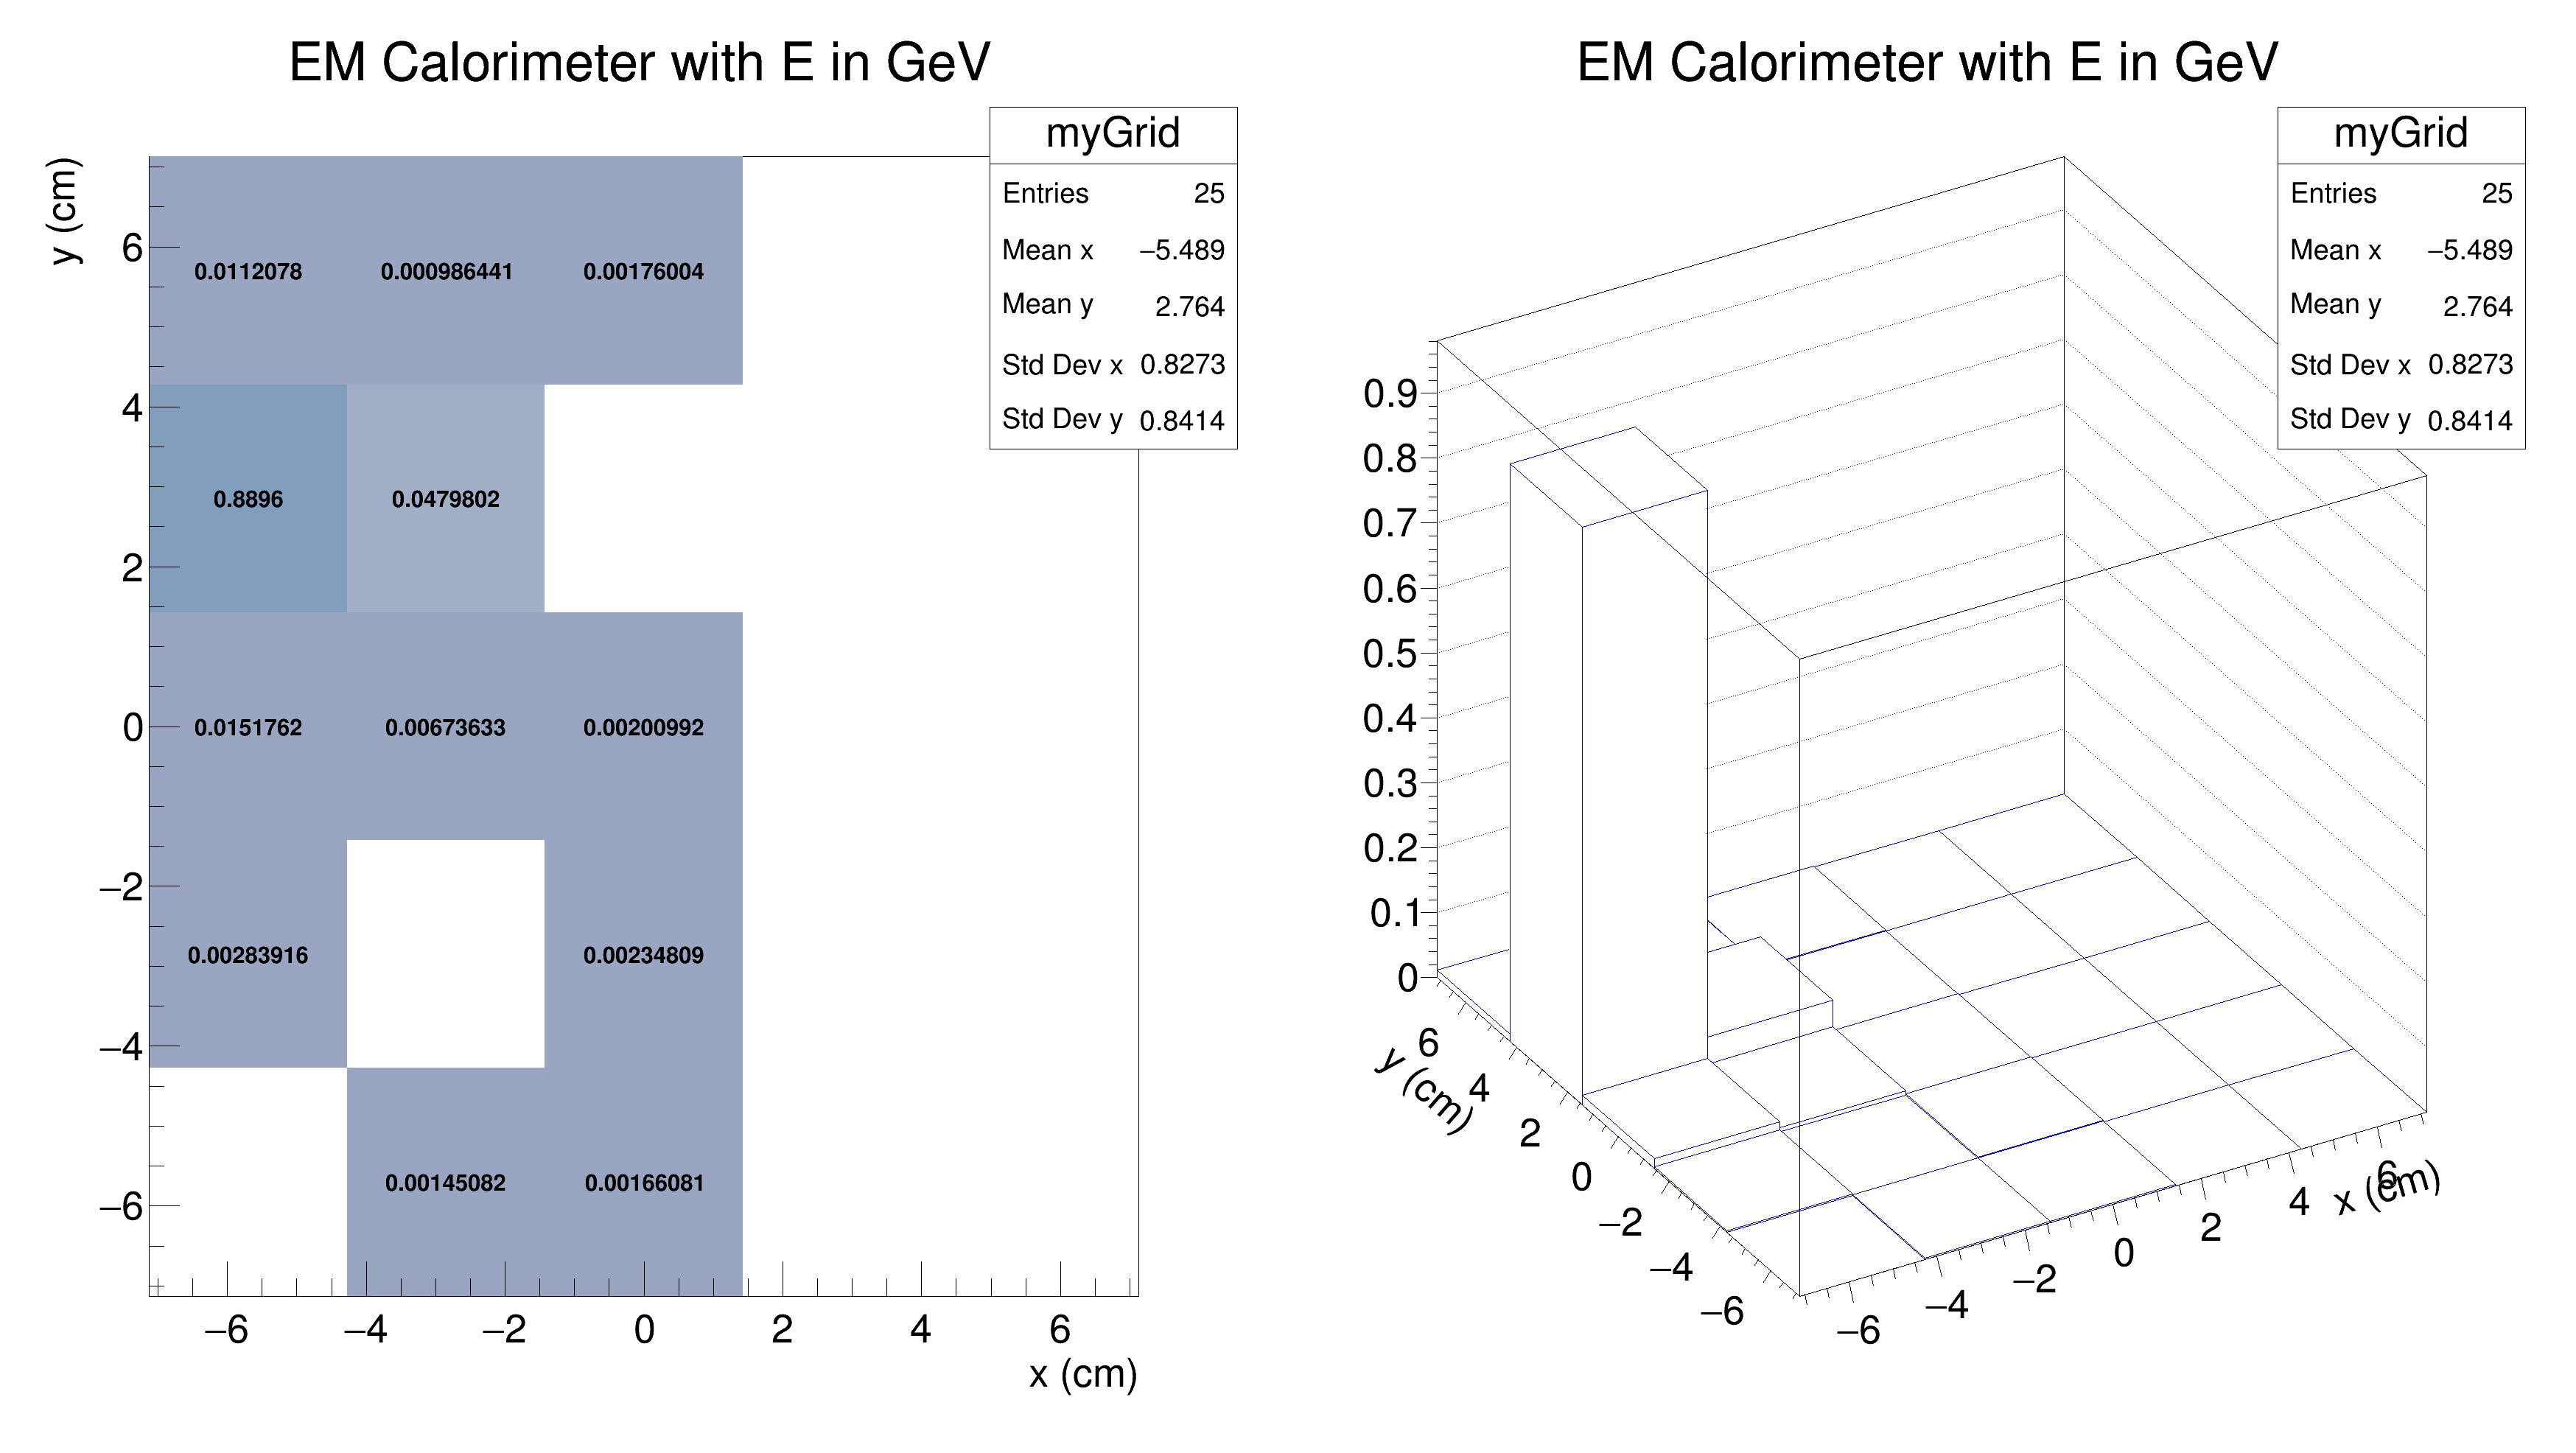 EM Calorimeter with E in GeV
myGrid
Entries 25
Mean x −5.489
Mean y 2.764
Std Dev x 0.8273
Std Dev y 0.8414
y (cm)
6
4
2
0
−2
−4
−6
0.0112078 0.000986441 0.00176004
0.8896 0.0479802
0.0151762 0.00673633 0.00200992
0.00283916 0.00234809
0.00145082 0.00166081
−6 −4 −2 0 2 4 6
x (cm)
EM Calorimeter with E in GeV
myGrid
Entries 25
Mean x −5.489
Mean y 2.764
Std Dev x 0.8273
Std Dev y 0.8414
0.9
0.8
0.7
0.6
0.5
0.4
0.3
0.2
0.1
0
y (cm)
6
4
2
0
−2
−4
−6
−6
−4
−2
0
2
4
6
x (cm)